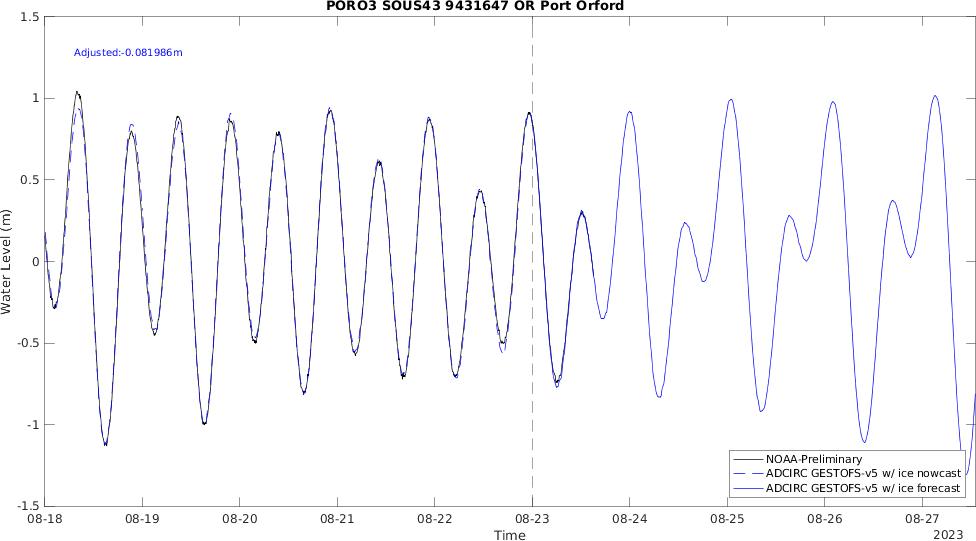 PORO3 SOUS43 9431647 OR Port Orford
Adjusted:-0.081986m
Water Level (m)
1.5
1
0.5
0
-0.5
-1
-1.5
NOAA-Preliminary
ADCIRC GESTOFS-v5 w/ ice nowcast
ADCIRC GESTOFS-v5 w/ ice forecast
08-18 08-19 08-20 08-21 08-22 08-23 08-24 08-25 08-26 08-27
Time
2023